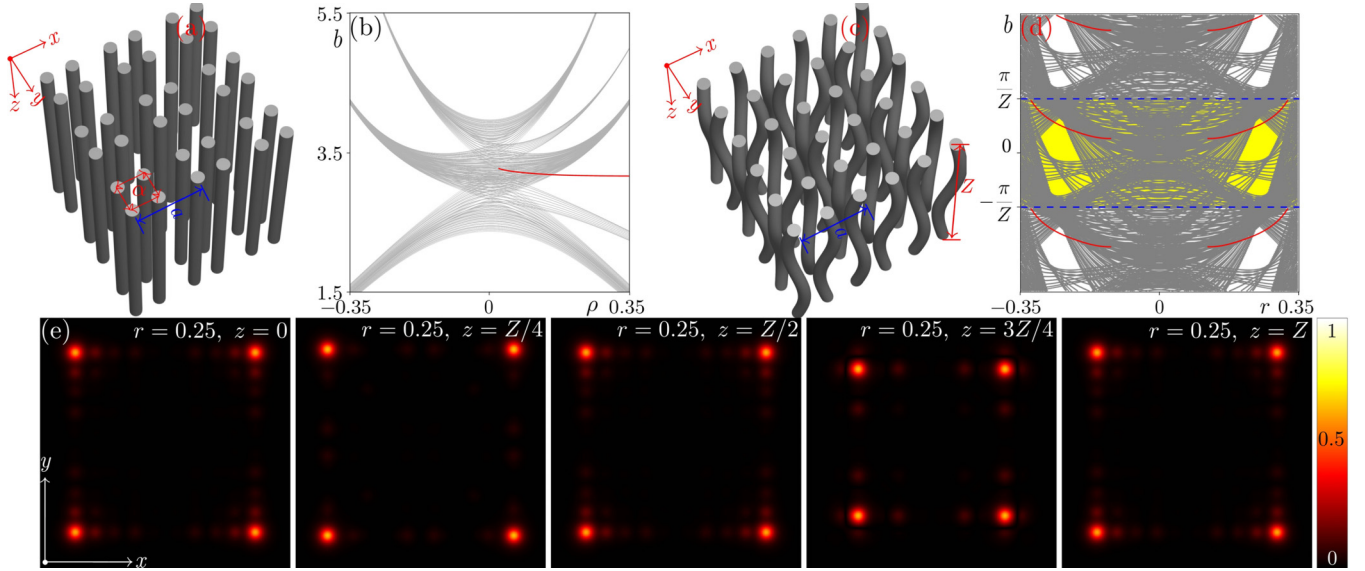 (a)
x
y
z
a
(b)
b
5.5
3.5
1.5
−0.35
0
ρ
0.35
(c)
x
y
z
a
Z
(d)
b
π/Z
0
−π/Z
−0.35
0
r
0.35
(e)
r = 0.25, z = 0
r = 0.25, z = Z/4
r = 0.25, z = Z/2
r = 0.25, z = 3Z/4
r = 0.25, z = Z
y
x
1
0.5
0